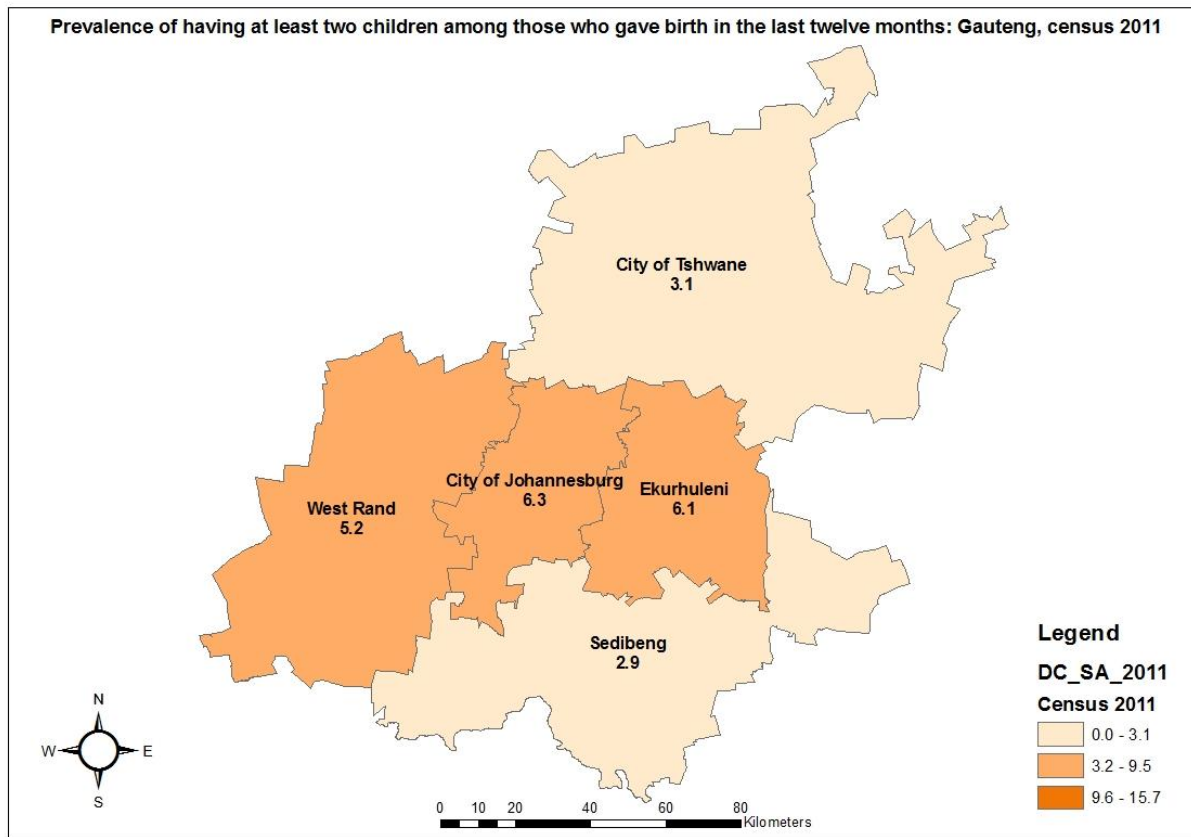 Prevalence of having at least two children among those who gave birth in the last twelve months: Gauteng, census 2011
City of Tshwane
3.1
City of Johannesburg
6.3
Ekurhuleni
6.1
West Rand
5.2
Sedibeng
2.9
Legend
DC_SA_2011
Census 2011
0.0 - 3.1
3.2 - 9.5
9.6 - 15.7
N
W E
S
0 5 10 20 40 60 80
Kilometers